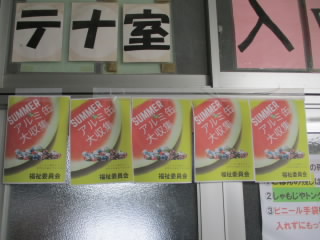 テナ室
入
SUMMER
アルミ缶
大収集
福祉委員会
SUMMER
アルミ缶
大収集
福祉委員会
SUMMER
アルミ缶
大収集
福祉委員会
SUMMER
アルミ缶
大収集
福祉委員会
SUMMER
アルミ缶
大収集
福祉委員会
2しゃもじやトング
3ビニール手袋
入れずにもっ